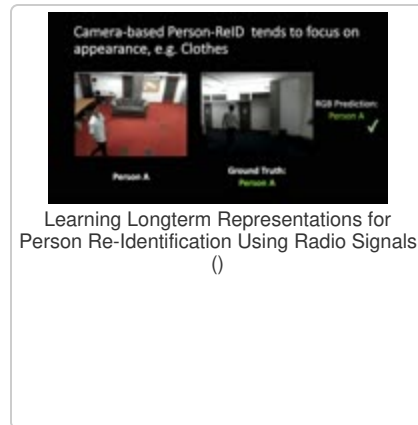 Camera-based Person-ReID tends to focus on
appearance, e.g. Clothes
RGB Prediction:
Person A
Person A
Ground Truth:
Person A
Learning Longterm Representations for
Person Re-Identification Using Radio Signals
()